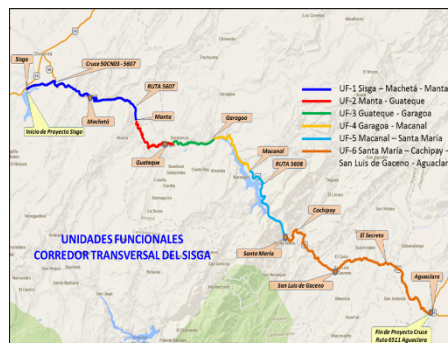 Sisga
Cruce 50CN03 - 5607
RUTA 5607
Inicio de Proyecto Sisga
Machetá
Manta
Guateque
Garagoa
Macanal
RUTA 5608
Cachipay
Santa María
El Secreto
San Luis de Gaceno
Aguaclara
Fin de Proyecto Cruce
Ruta 6511 Aguaclara
UF-1 Sisga – Machetá - Manta
UF-2 Manta - Guateque
UF-3 Guateque - Garagoa
UF-4 Garagoa - Macanal
UF-5 Macanal – Santa María
UF-6 Santa María – Cachipay –
San Luis de Gaceno - Aguaclara
UNIDADES FUNCIONALES
CORREDOR TRANSVERSAL DEL SISGA